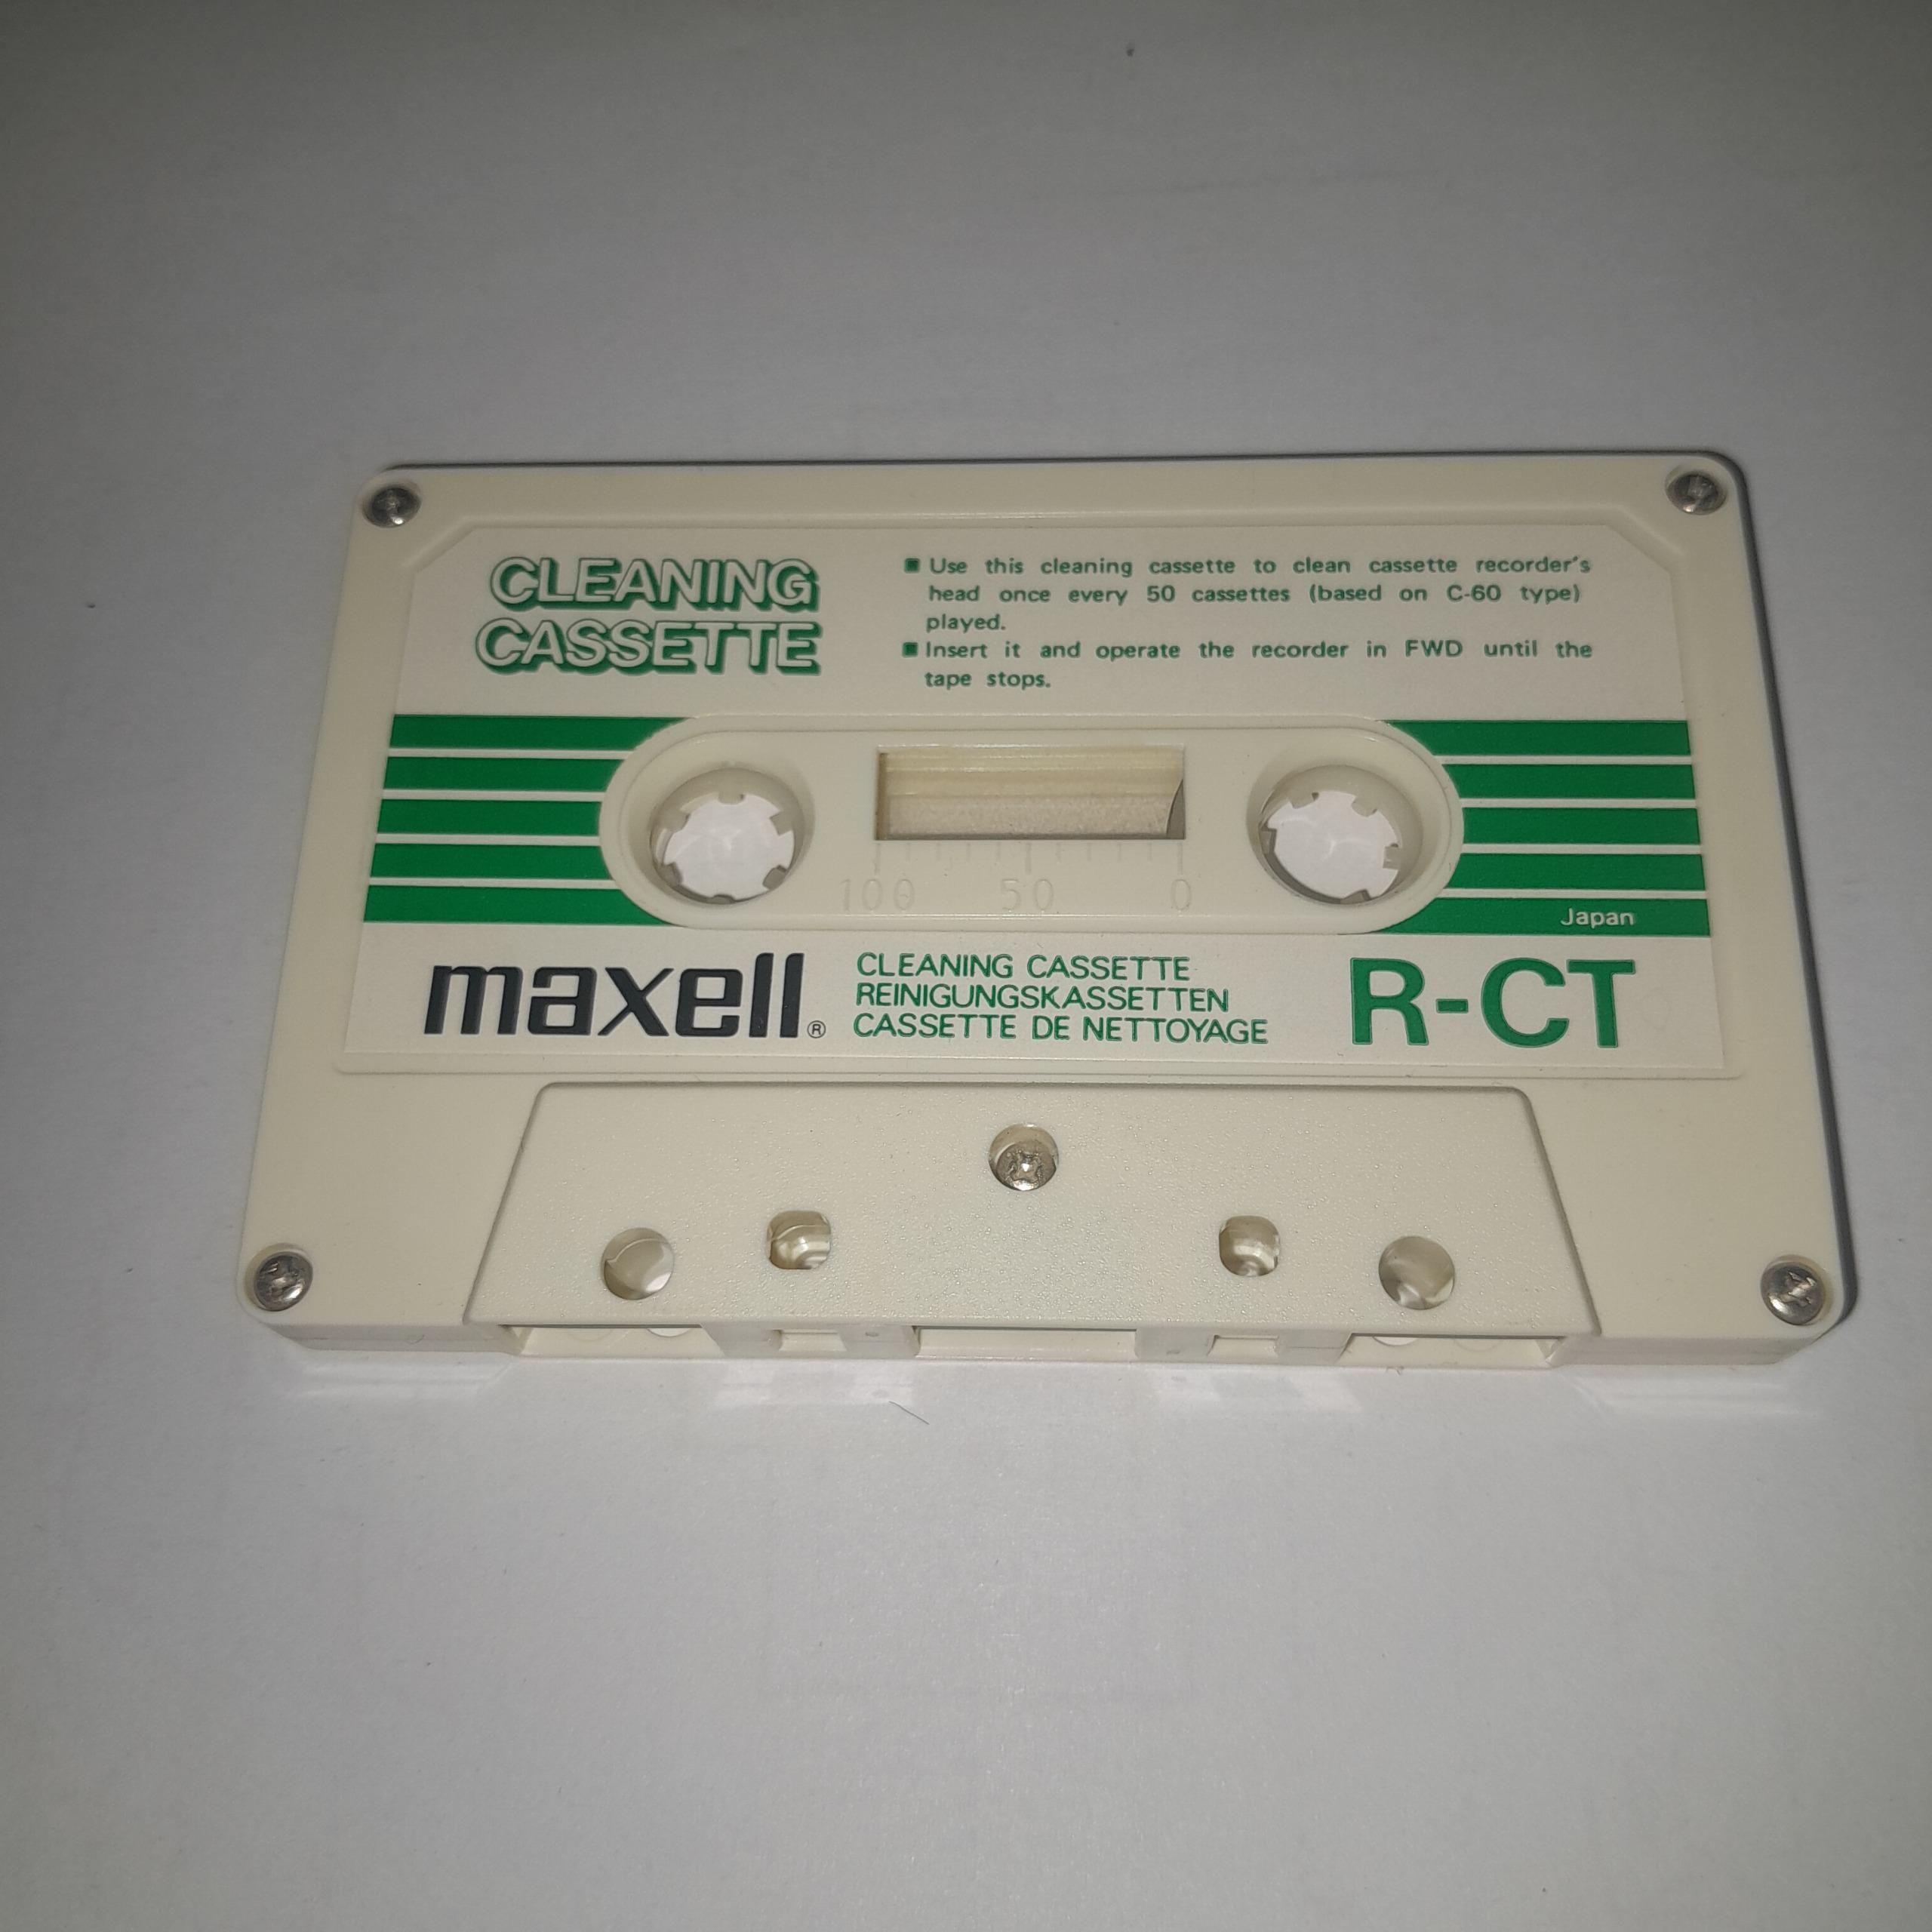 CLEANING
CASSETTE
■ Use this cleaning cassette to clean cassette recorder's
head once every 50 cassettes (based on C-60 type)
played.
■ Insert it and operate the recorder in FWD until the
tape stops.
100 50 0
Japan
maxell®
CLEANING CASSETTE
REINIGUNGSKASSETTEN
CASSETTE DE NETTOYAGE
R-CT